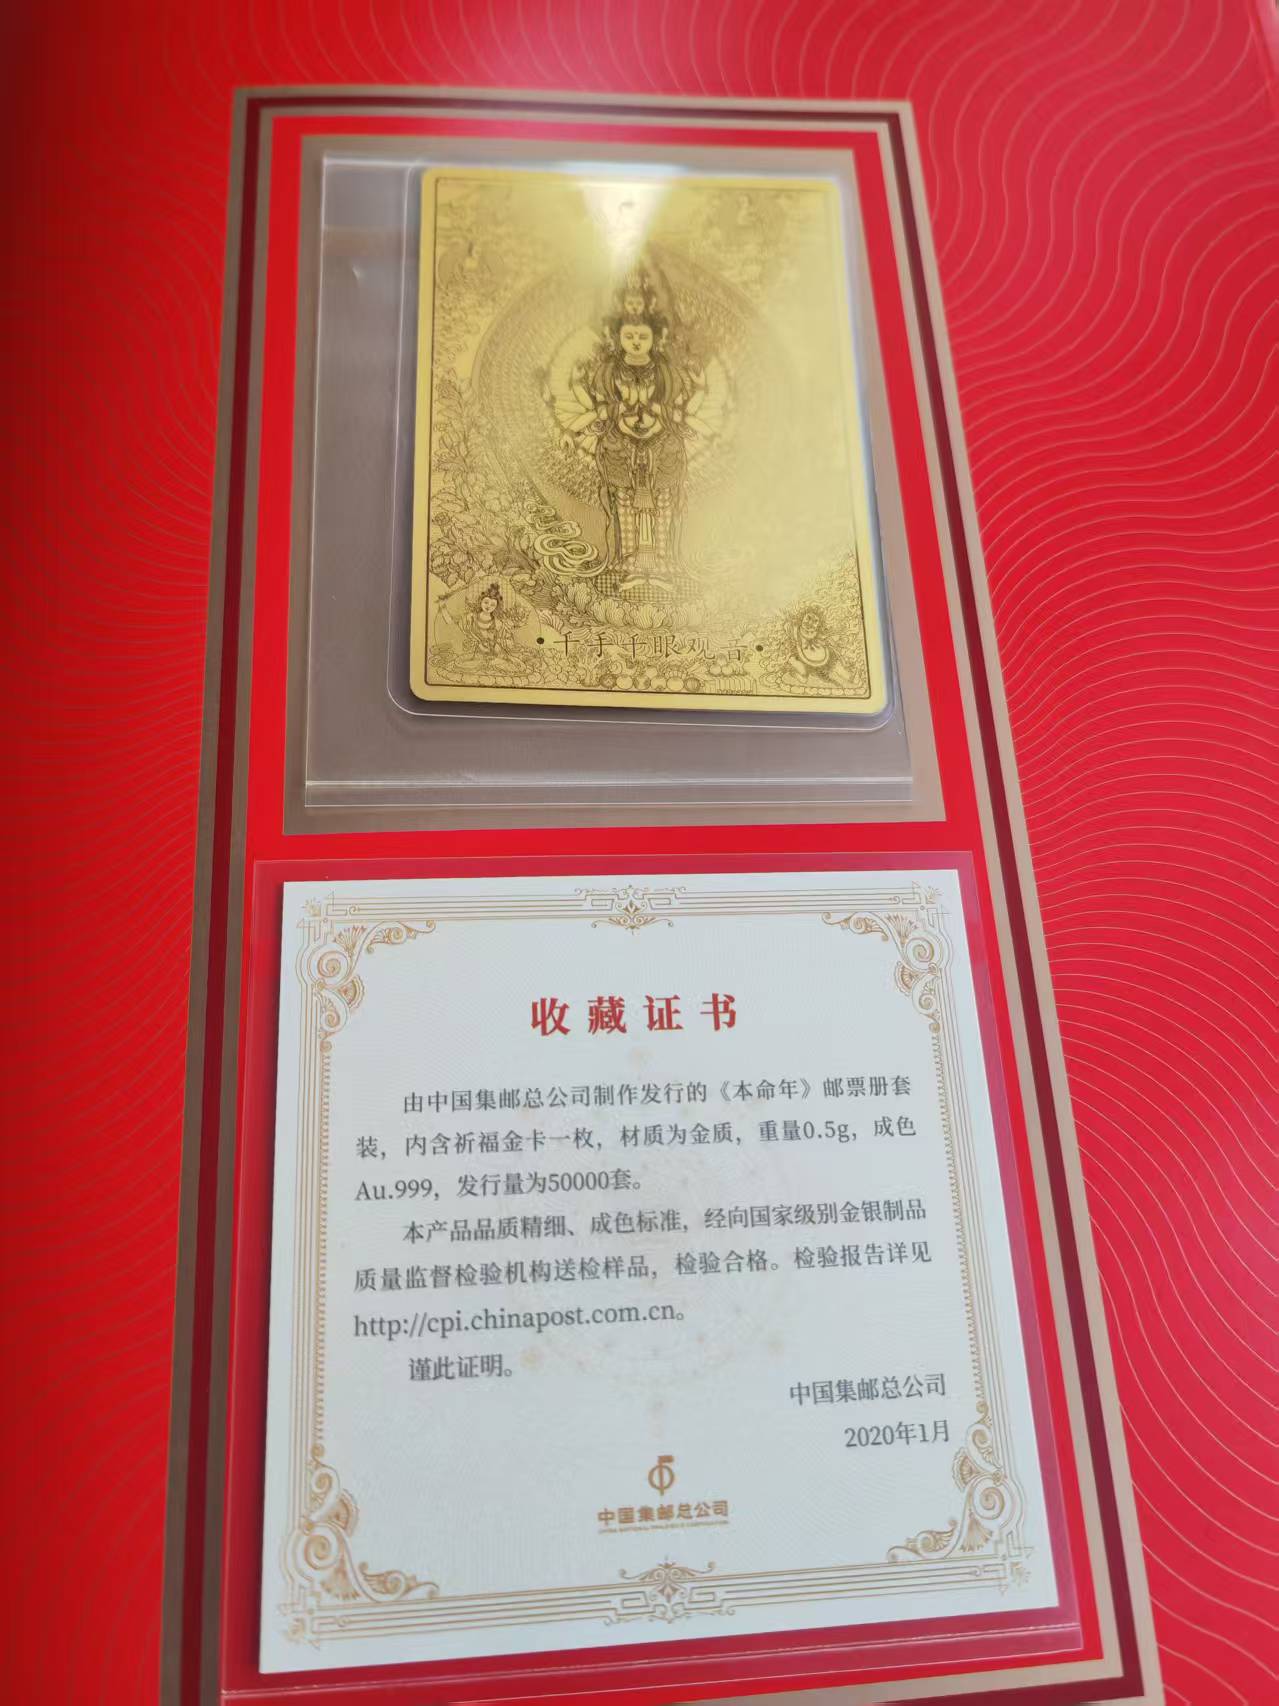 •千手千眼观音•
收藏证书
由中国集邮总公司制作发行的《本命年》邮票册套
装，内含祈福金卡一枚，材质为金质，重量0.5g，成色
Au.999，发行量为50000套。
本产品品质精细、成色标准，经向国家级别金银制品
质量监督检验机构送检样品，检验合格。检验报告详见
http://cpi.chinapost.com.cn。
谨此证明。
中国集邮总公司
2020年1月
中国集邮总公司